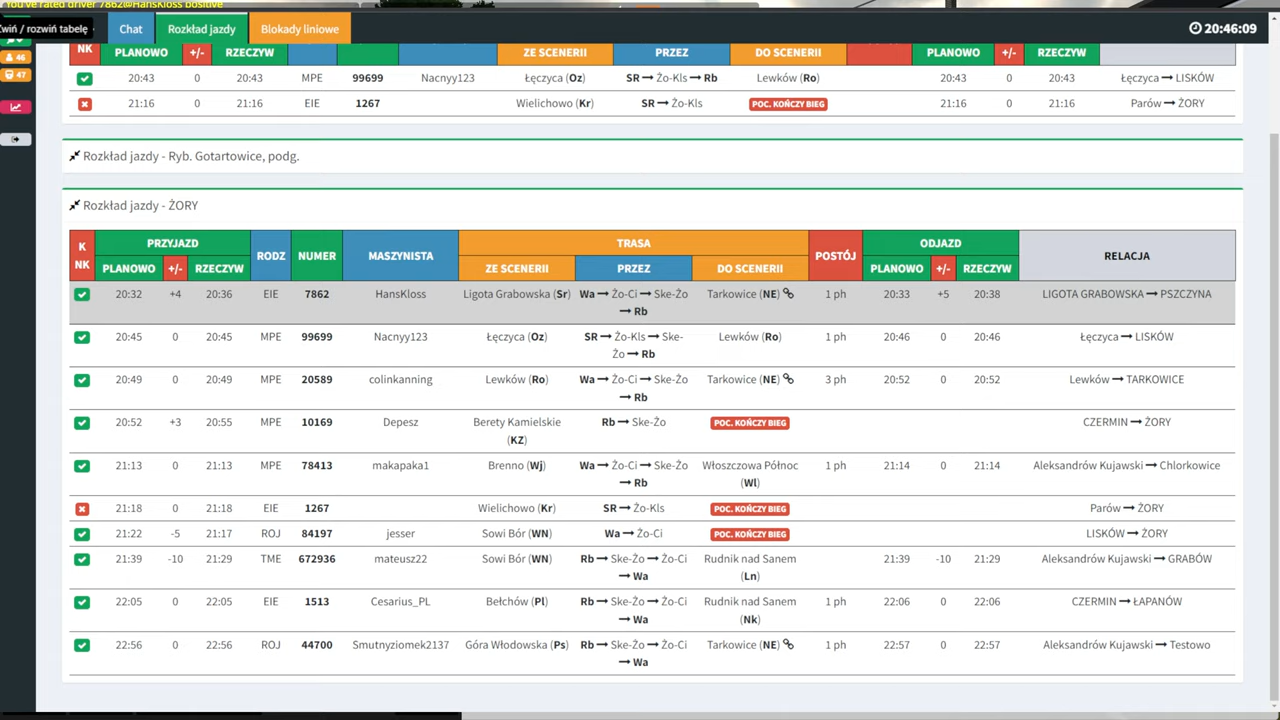 You've rated driver 7862@HansKloss positive
Zwiń / rozwiń tabelę
Chat
Rozkład jazdy
Blokady liniowe
20:46:09
46
47
NK PLANOWO +/- RZECZYW ZE SCENERII PRZEZ DO SCENERII PLANOWO +/- RZECZYW
20:43 0 20:43 MPE 99699 Nacnyy123 Łęczyca (Oz) SR → Żo-Kls → Rb Lewków (Ro) 20:43 0 20:43 Łęczyca → LISKÓW
21:16 0 21:16 EIE 1267 Wielichowo (Kr) SR → Żo-Kls POC. KOŃCZY BIEG 21:16 0 21:16 Parów → ŻORY
Rozkład jazdy - Ryb. Gotartowice, podg.
Rozkład jazdy - ŻORY
K NK PRZYJAZD RODZ NUMER MASZYNISTA TRASA POSTÓJ ODJAZD RELACJA
PLANOWO +/- RZECZYW ZE SCENERII PRZEZ DO SCENERII PLANOWO +/- RZECZYW
20:32 +4 20:36 EIE 7862 HansKloss Ligota Grabowska (Sr) Wa → Żo-Ci → Ske-Żo Tarkowice (NE) 1 ph 20:33 +5 20:38 LIGOTA GRABOWSKA → PSZCZYNA
→ Rb
20:45 0 20:45 MPE 99699 Nacnyy123 Łęczyca (Oz) SR → Żo-Kls → Ske- Lewków (Ro) 1 ph 20:46 0 20:46 Łęczyca → LISKÓW
Żo → Rb
20:49 0 20:49 MPE 20589 colinkanning Lewków (Ro) Wa → Żo-Ci → Ske-Żo Tarkowice (NE) 3 ph 20:52 0 20:52 Lewków → TARKOWICE
→ Rb
20:52 +3 20:55 MPE 10169 Depesz Berety Kamielskie Rb → Ske-Żo POC. KOŃCZY BIEG CZERMIN → ŻORY
(KZ)
21:13 0 21:13 MPE 78413 makapaka1 Brenno (Wj) Wa → Żo-Ci → Ske-Żo Włoszczowa Północ 1 ph 21:14 0 21:14 Aleksandrów Kujawski → Chlorkowice
→ Rb (Wl)
21:18 0 21:18 EIE 1267 Wielichowo (Kr) SR → Żo-Kls POC. KOŃCZY BIEG Parów → ŻORY
21:22 -5 21:17 ROJ 84197 jesser Sowi Bór (WN) Wa → Żo-Ci POC. KOŃCZY BIEG LISKÓW → ŻORY
21:39 -10 21:29 TME 672936 mateusz22 Sowi Bór (WN) Rb → Ske-Żo → Żo-Ci Rudnik nad Sanem 21:39 -10 21:29 Aleksandrów Kujawski → GRABÓW
→ Wa (Ln)
22:05 0 22:05 EIE 1513 Cesarius_PL Bełchów (Pl) Rb → Ske-Żo → Żo-Ci Rudnik nad Sanem 1 ph 22:06 0 22:06 CZERMIN → ŁAPANÓW
→ Wa (Nk)
22:56 0 22:56 ROJ 44700 Smutnyziomek2137 Góra Włodowska (Ps) Rb → Ske-Żo → Żo-Ci Tarkowice (NE) 1 ph 22:57 0 22:57 Aleksandrów Kujawski → Testowo
→ Wa